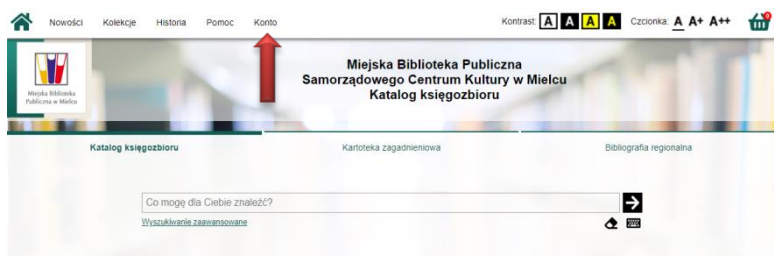 Nowości Kolekcje Historia Pomoc Konto Kontrast: A A A A Czcionka: A A+ A++ 0
Miejska Biblioteka
Publiczna w Mielcu
Miejska Biblioteka Publiczna
Samorządowego Centrum Kultury w Mielcu
Katalog księgozbioru
Katalog księgozbioru Kartoteka zagadnieniowa Bibliografia regionalna
Co mogę dla Ciebie znaleźć?
Wyszukiwanie zaawansowane